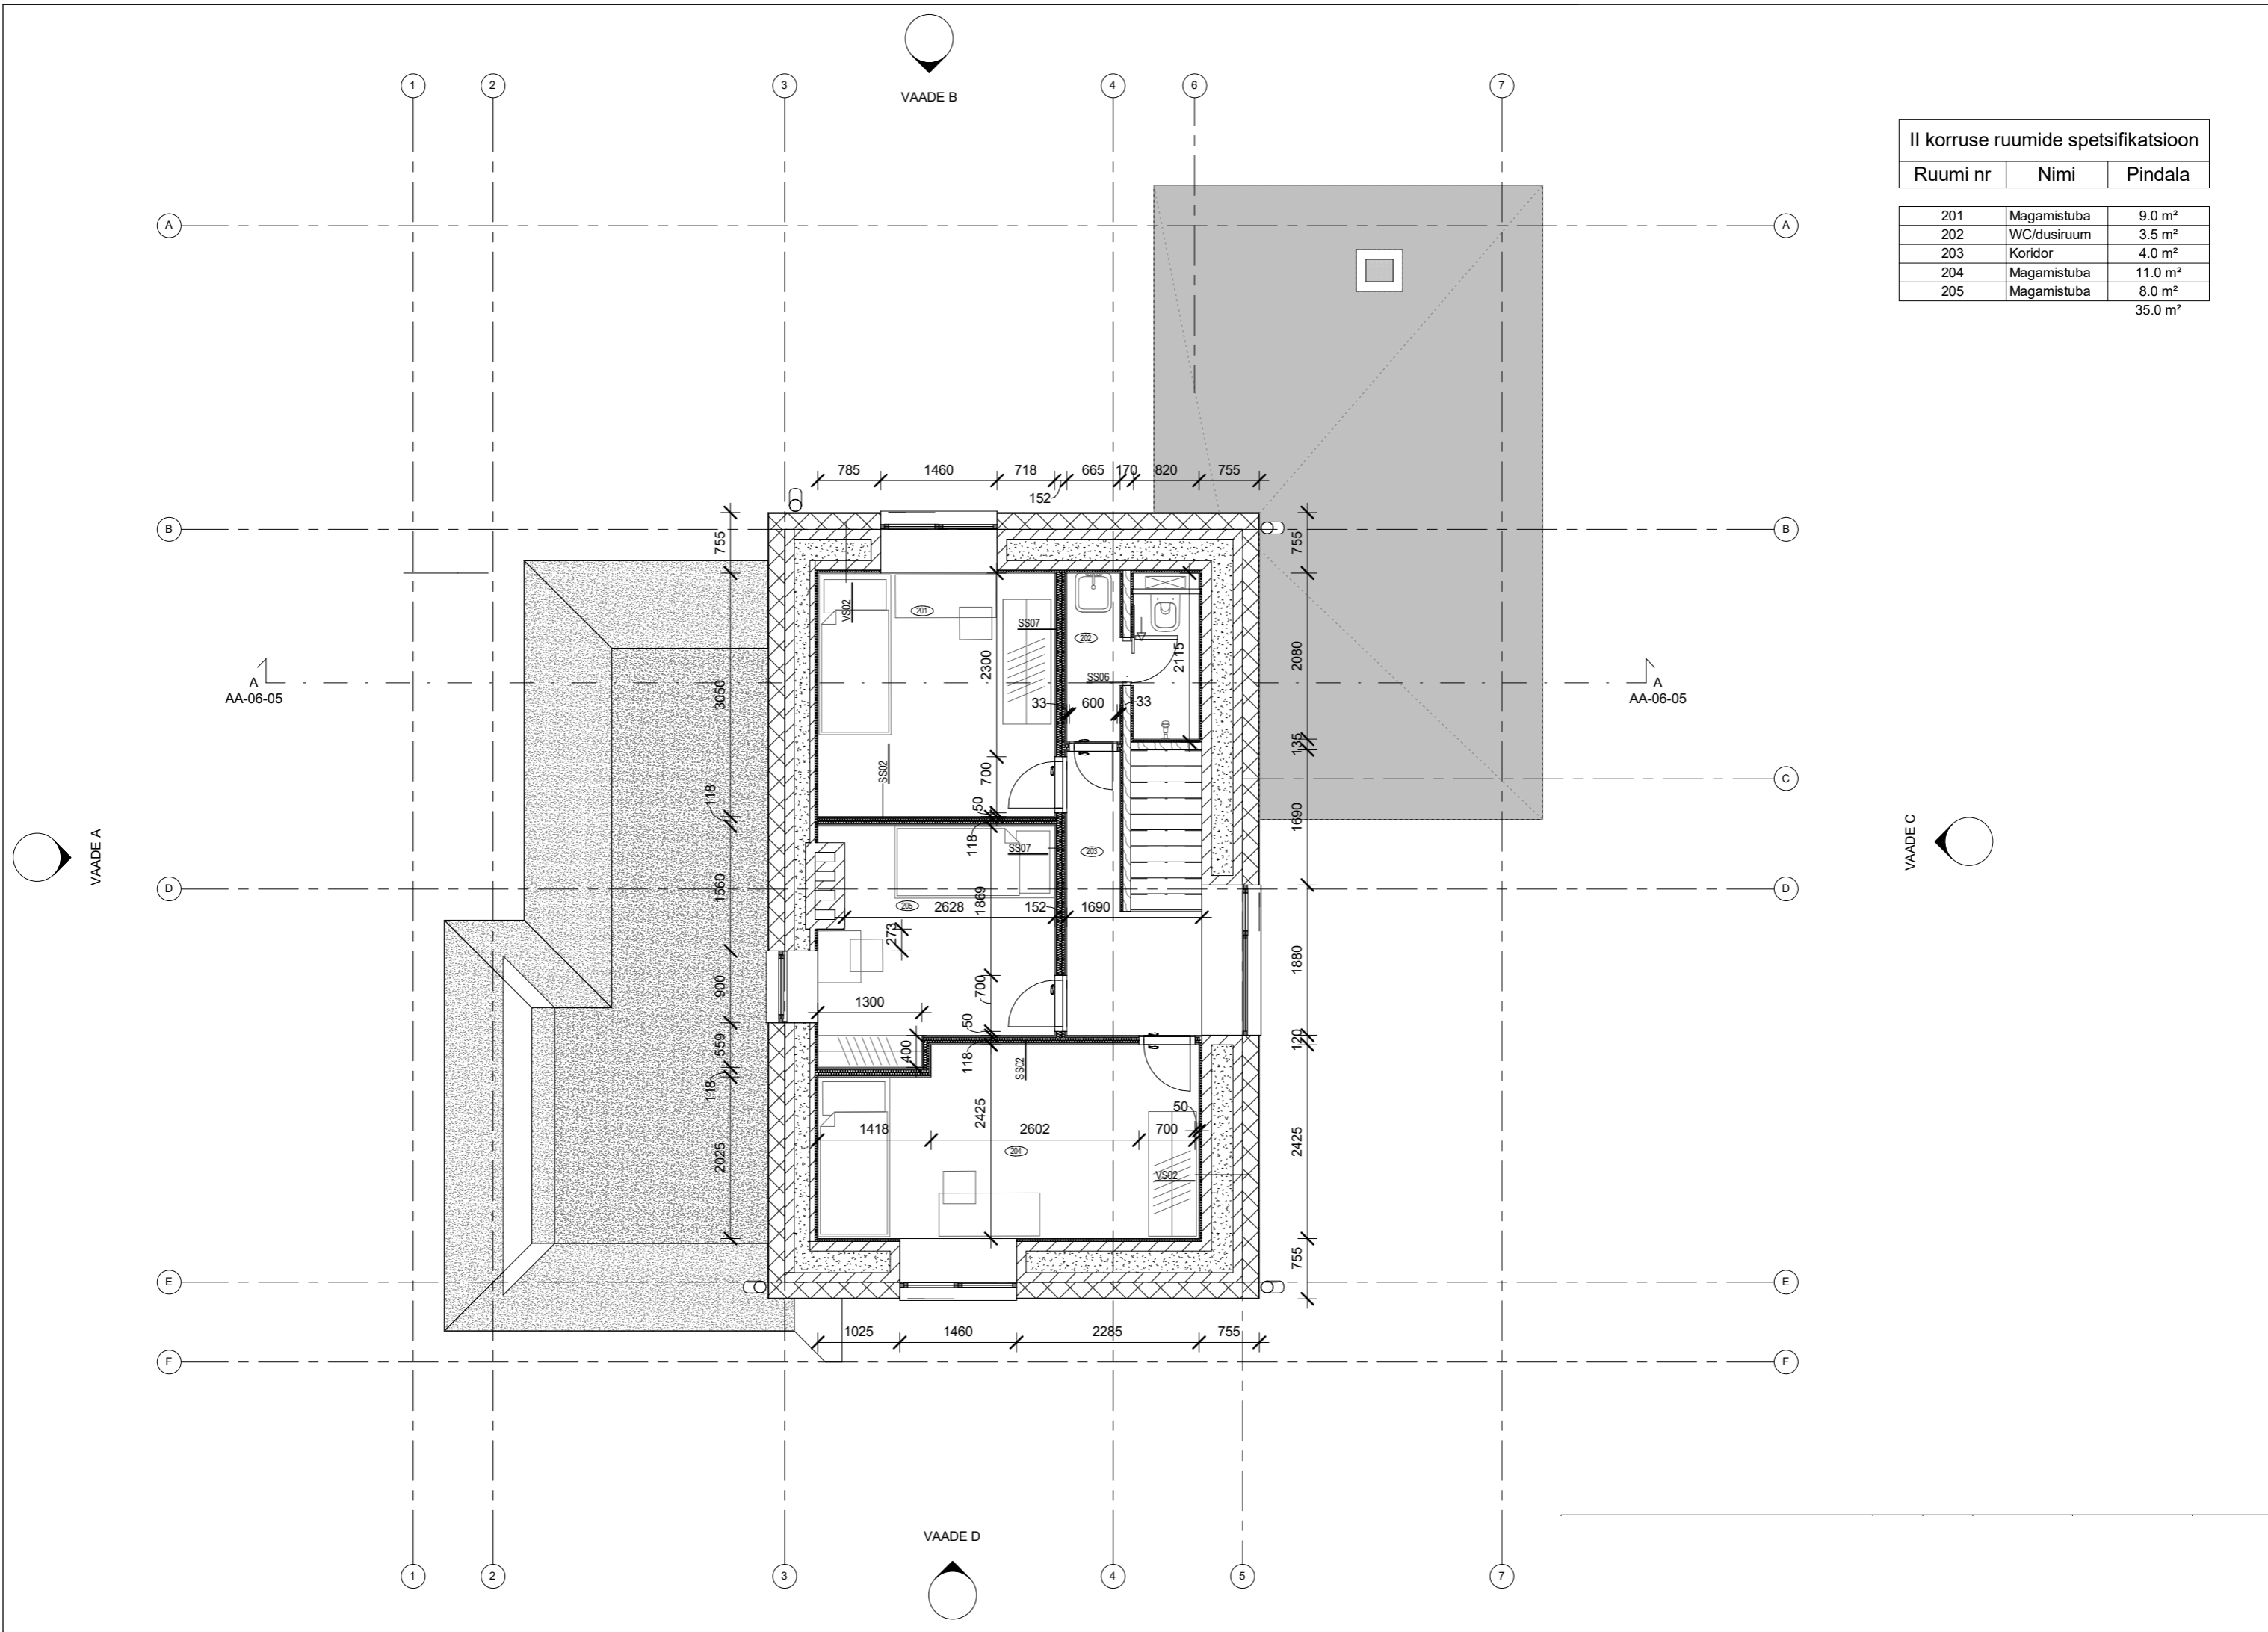 VAADE B
1
2
3
4
6
7
II korruse ruumide spetsifikatsioon
Ruumi nr Nimi Pindala
201 Magamistuba 9.0 m²
202 WC/dusiruum 3.5 m²
203 Koridor 4.0 m²
204 Magamistuba 11.0 m²
205 Magamistuba 8.0 m²
35.0 m²
A
A
785 1460 718 665 170 820 755
152
B
B
755
755
VS02
201
SS07
202
2300
2115
2080
3050
SS06
A
AA-06-05
A
AA-06-05
33 600 33
SS02
700
135
C
118
50
1690
118
SS07
203
VAADE A
VAADE C
D
D
1560
205
2628
1869
152
1690
273
900
700
1880
1300
50
559
400
118
SS02
120
118
50
2425
1418
2602
700
204
2025
2425
VS02
755
E
E
1025 1460 2285 755
F
F
VAADE D
1
2
3
4
5
7